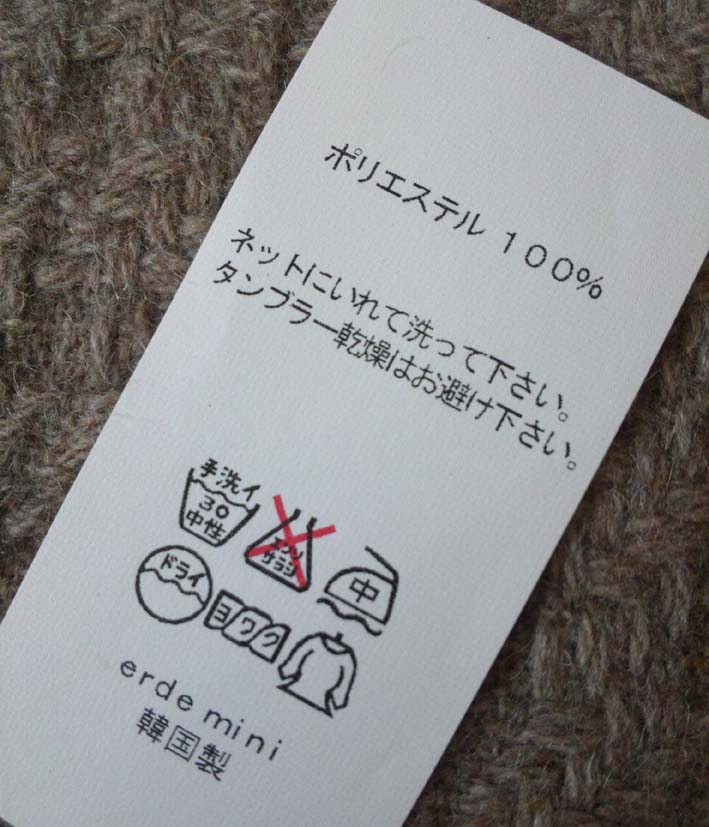 ポリエステル 100%
ネットにいれて洗って下さい。
タンブラー乾燥はお避け下さい。
手洗イ
30
中性
エンソ
サラシ
中
ドライ
ヨワク
erde mini
韓国製